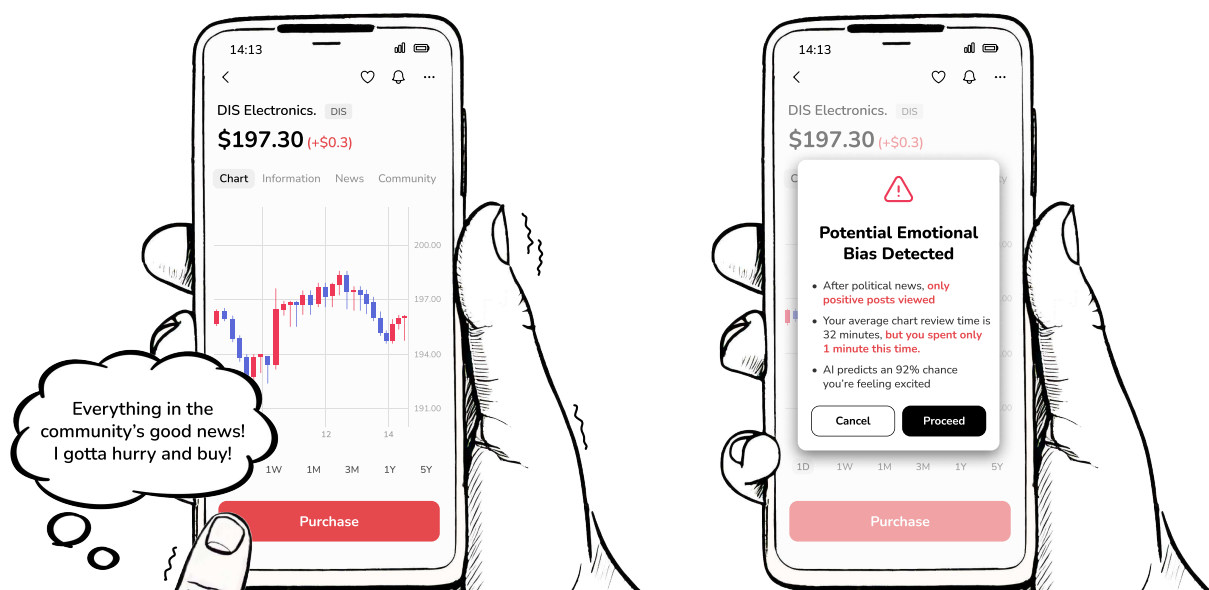 14:13
DIS Electronics. DIS
$197.30 (+$0.3)
Chart Information News Community
200.00
197.00
194.00
191.00
12 14
1W 1M 3M 1Y 5Y
Purchase
Everything in the
community's good news!
I gotta hurry and buy!
14:13
DIS Electronics. DIS
$197.30 (+$0.3)
Potential Emotional
Bias Detected
• After political news, only
positive posts viewed
• Your average chart review time is
32 minutes, but you spent only
1 minute this time.
• AI predicts an 92% chance
you're feeling excited
Cancel Proceed
1D 1W 1M 3M 1Y 5Y
Purchase